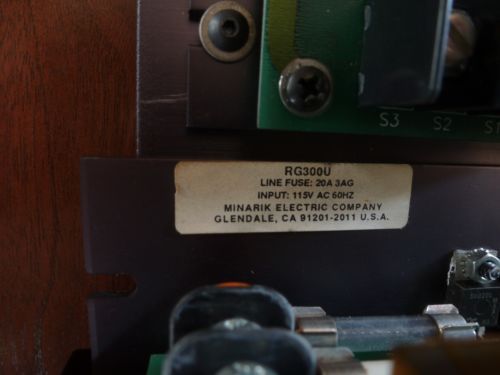 S3 S2 S1
RG300U
LINE FUSE: 20A 3AG
INPUT: 115V AC 60HZ
MINARIK ELECTRIC COMPANY
GLENDALE, CA 91201-2011 U.S.A.